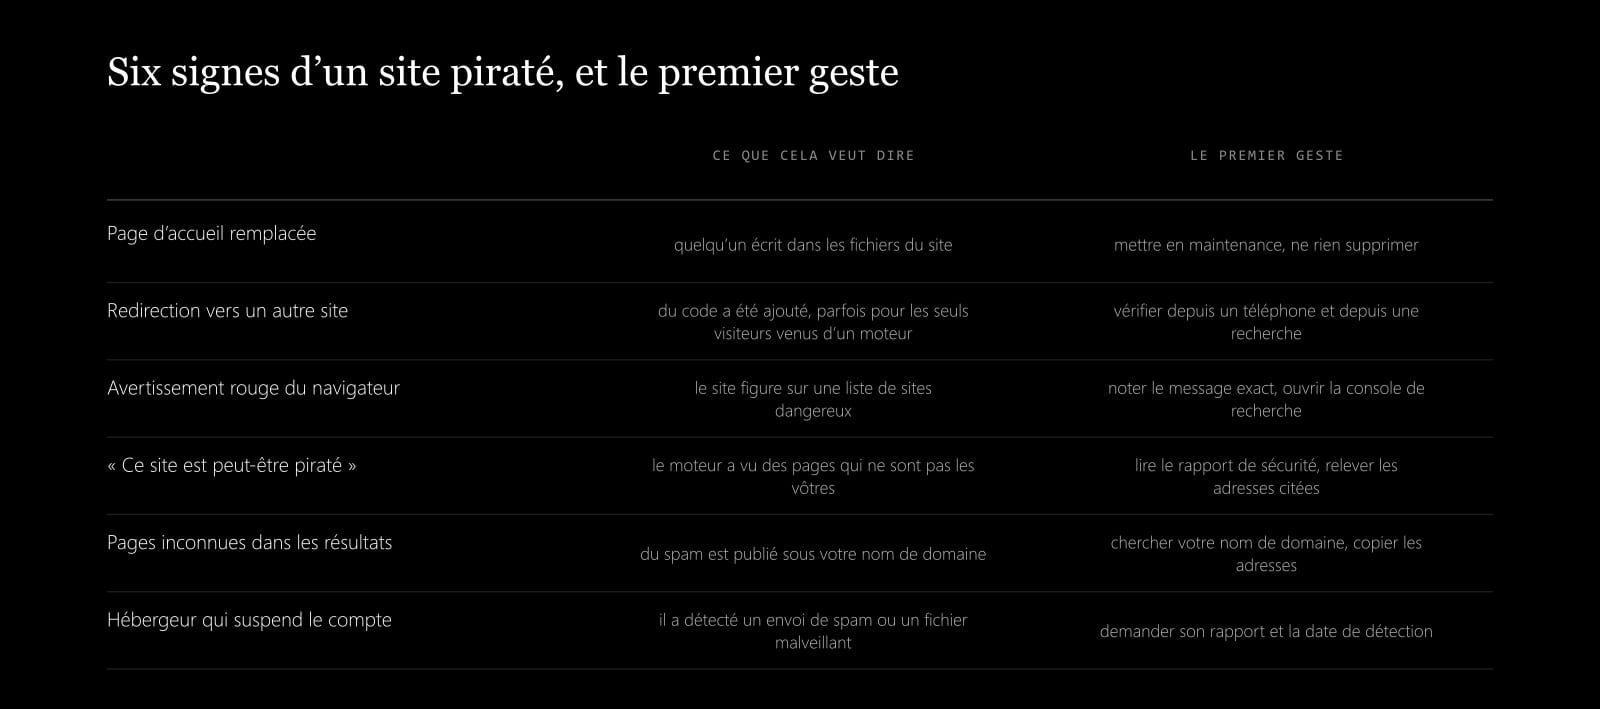 Six signes d’un site piraté, et le premier geste
CE QUE CELA VEUT DIRE
LE PREMIER GESTE
Page d’accueil remplacée
quelqu’un écrit dans les fichiers du site
mettre en maintenance, ne rien supprimer
Redirection vers un autre site
du code a été ajouté, parfois pour les seuls
visiteurs venus d’un moteur
vérifier depuis un téléphone et depuis une
recherche
Avertissement rouge du navigateur
le site figure sur une liste de sites
dangereux
noter le message exact, ouvrir la console de
recherche
« Ce site est peut-être piraté »
le moteur a vu des pages qui ne sont pas les
vôtres
lire le rapport de sécurité, relever les
adresses citées
Pages inconnues dans les résultats
du spam est publié sous votre nom de domaine
chercher votre nom de domaine, copier les
adresses
Hébergeur qui suspend le compte
il a détecté un envoi de spam ou un fichier
malveillant
demander son rapport et la date de détection